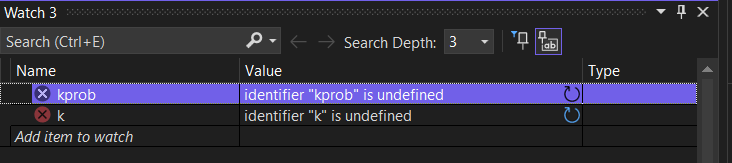 Watch 3
Search (Ctrl+E) Search Depth: 3
Name Value Type
kprob identifier "kprob" is undefined
k identifier "k" is undefined
Add item to watch